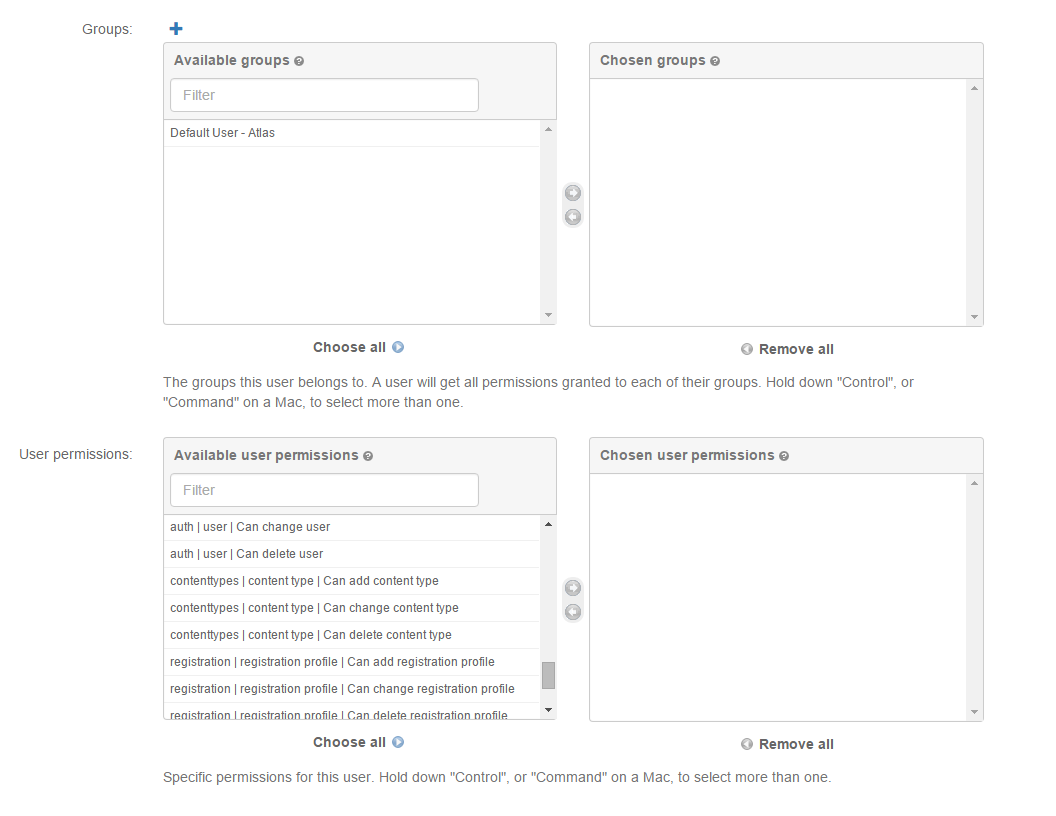 Groups:
Available groups
Chosen groups
Filter
Default User - Atlas
Choose all
Remove all
The groups this user belongs to. A user will get all permissions granted to each of their groups. Hold down "Control", or
"Command" on a Mac, to select more than one.
User permissions:
Available user permissions
Chosen user permissions
Filter
auth | user | Can change user
auth | user | Can delete user
contenttypes | content type | Can add content type
contenttypes | content type | Can change content type
contenttypes | content type | Can delete content type
registration | registration profile | Can add registration profile
registration | registration profile | Can change registration profile
registration | registration profile | Can delete registration profile
Choose all
Remove all
Specific permissions for this user. Hold down "Control", or "Command" on a Mac, to select more than one.